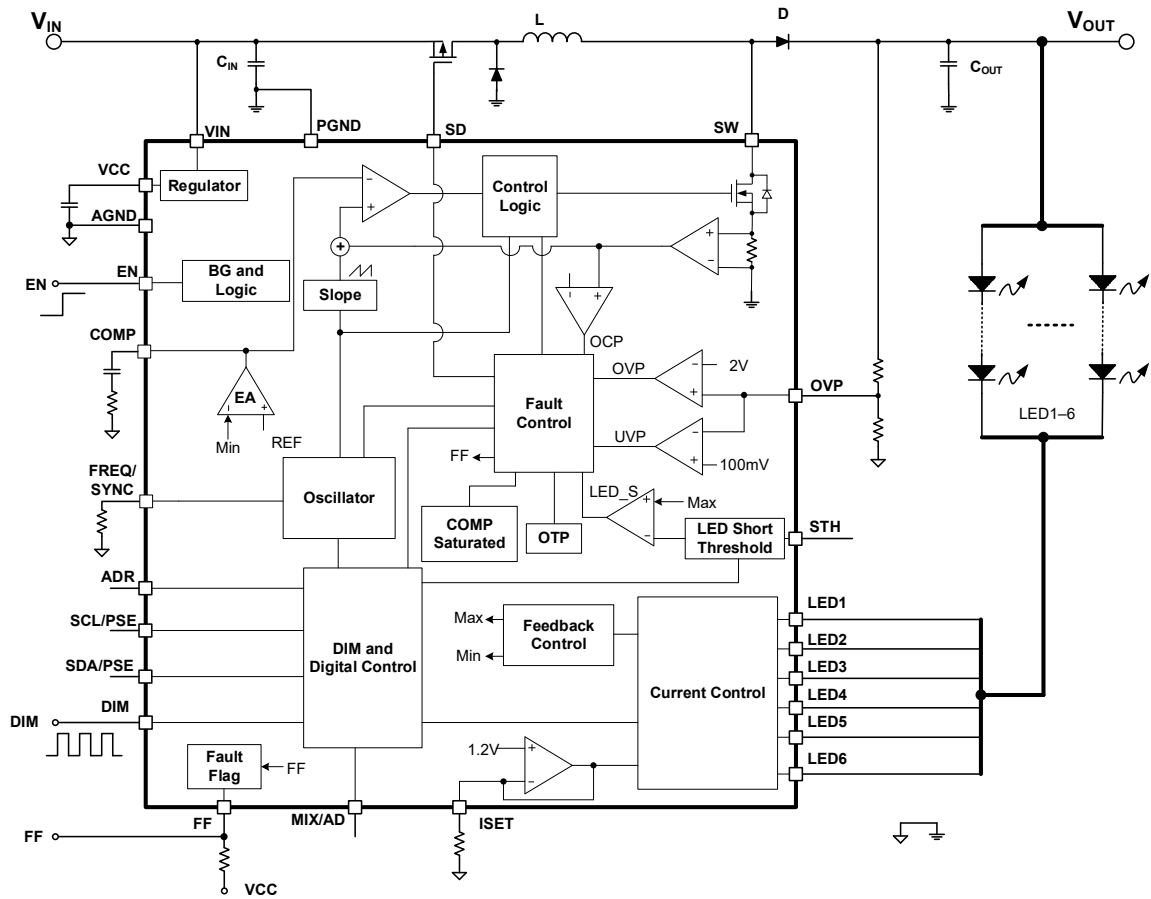 VIN
L
D
VOUT
CIN
COUT
VIN
PGND
SD
SW
VCC
Regulator
Control
Logic
AGND
EN
EN
BG and
Logic
Slope
OCP
COMP
EA
Min
REF
OVP
2V
OVP
Fault
Control
UVP
100mV
FF
LED1–6
FREQ/
SYNC
Oscillator
COMP
Saturated
OTP
LED_S
Max
LED Short
Threshold
STH
ADR
SCL/PSE
SDA/PSE
DIM
DIM
DIM and
Digital Control
Max
Min
Feedback
Control
Current Control
LED1
LED2
LED3
LED4
LED5
LED6
1.2V
Fault
Flag
FF
FF
MIX/AD
ISET
FF
VCC